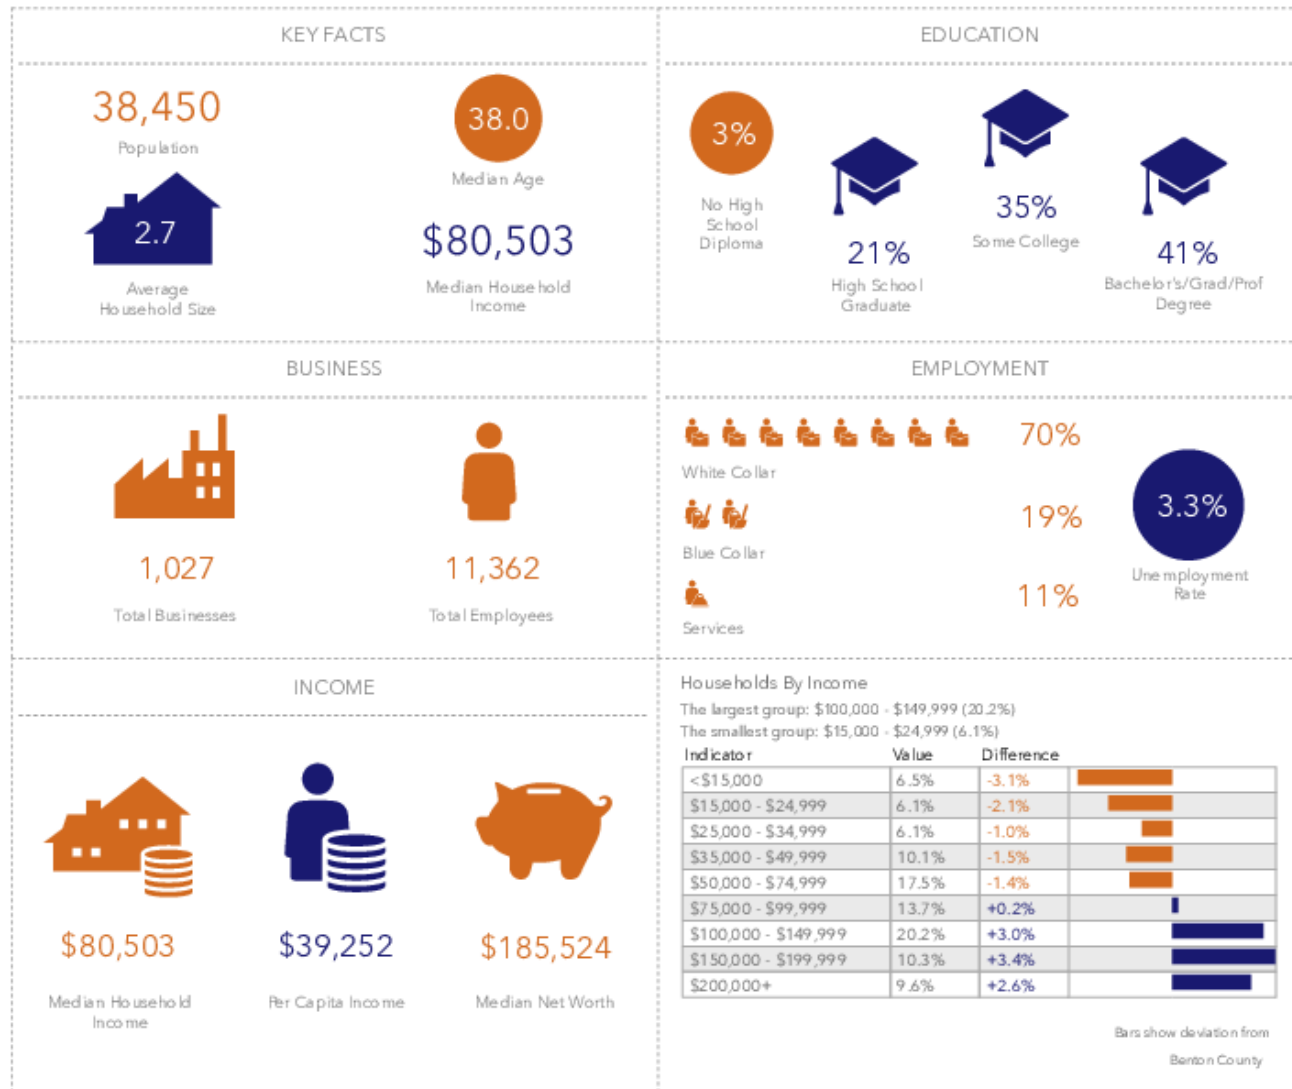 KEY FACTS
38,450
Population
38.0
Median Age
2.7
Average
Household Size
$80,503
Median Household
Income
EDUCATION
3%
No High
School
Diploma
21%
High School
Graduate
35%
Some College
41%
Bachelor's/Grad/Prof
Degree
BUSINESS
1,027
Total Businesses
11,362
Total Employees
EMPLOYMENT
70%
White Collar
19%
Blue Collar
11%
Services
3.3%
Unemployment
Rate
INCOME
$80,503
Median Household
Income
$39,252
Per Capita Income
$185,524
Median Net Worth
Households By Income
The largest group: $100,000 - $149,999 (20.2%)
The smallest group: $15,000 - $24,999 (6.1%)
Indicator Value Difference
<$15,000 6.5% -3.1%
$15,000 - $24,999 6.1% -2.1%
$25,000 - $34,999 6.1% -1.0%
$35,000 - $49,999 10.1% -1.5%
$50,000 - $74,999 17.5% -1.4%
$75,000 - $99,999 13.7% +0.2%
$100,000 - $149,999 20.2% +3.0%
$150,000 - $199,999 10.3% +3.4%
$200,000+ 9.6% +2.6%
Bars show deviation from
Benton County